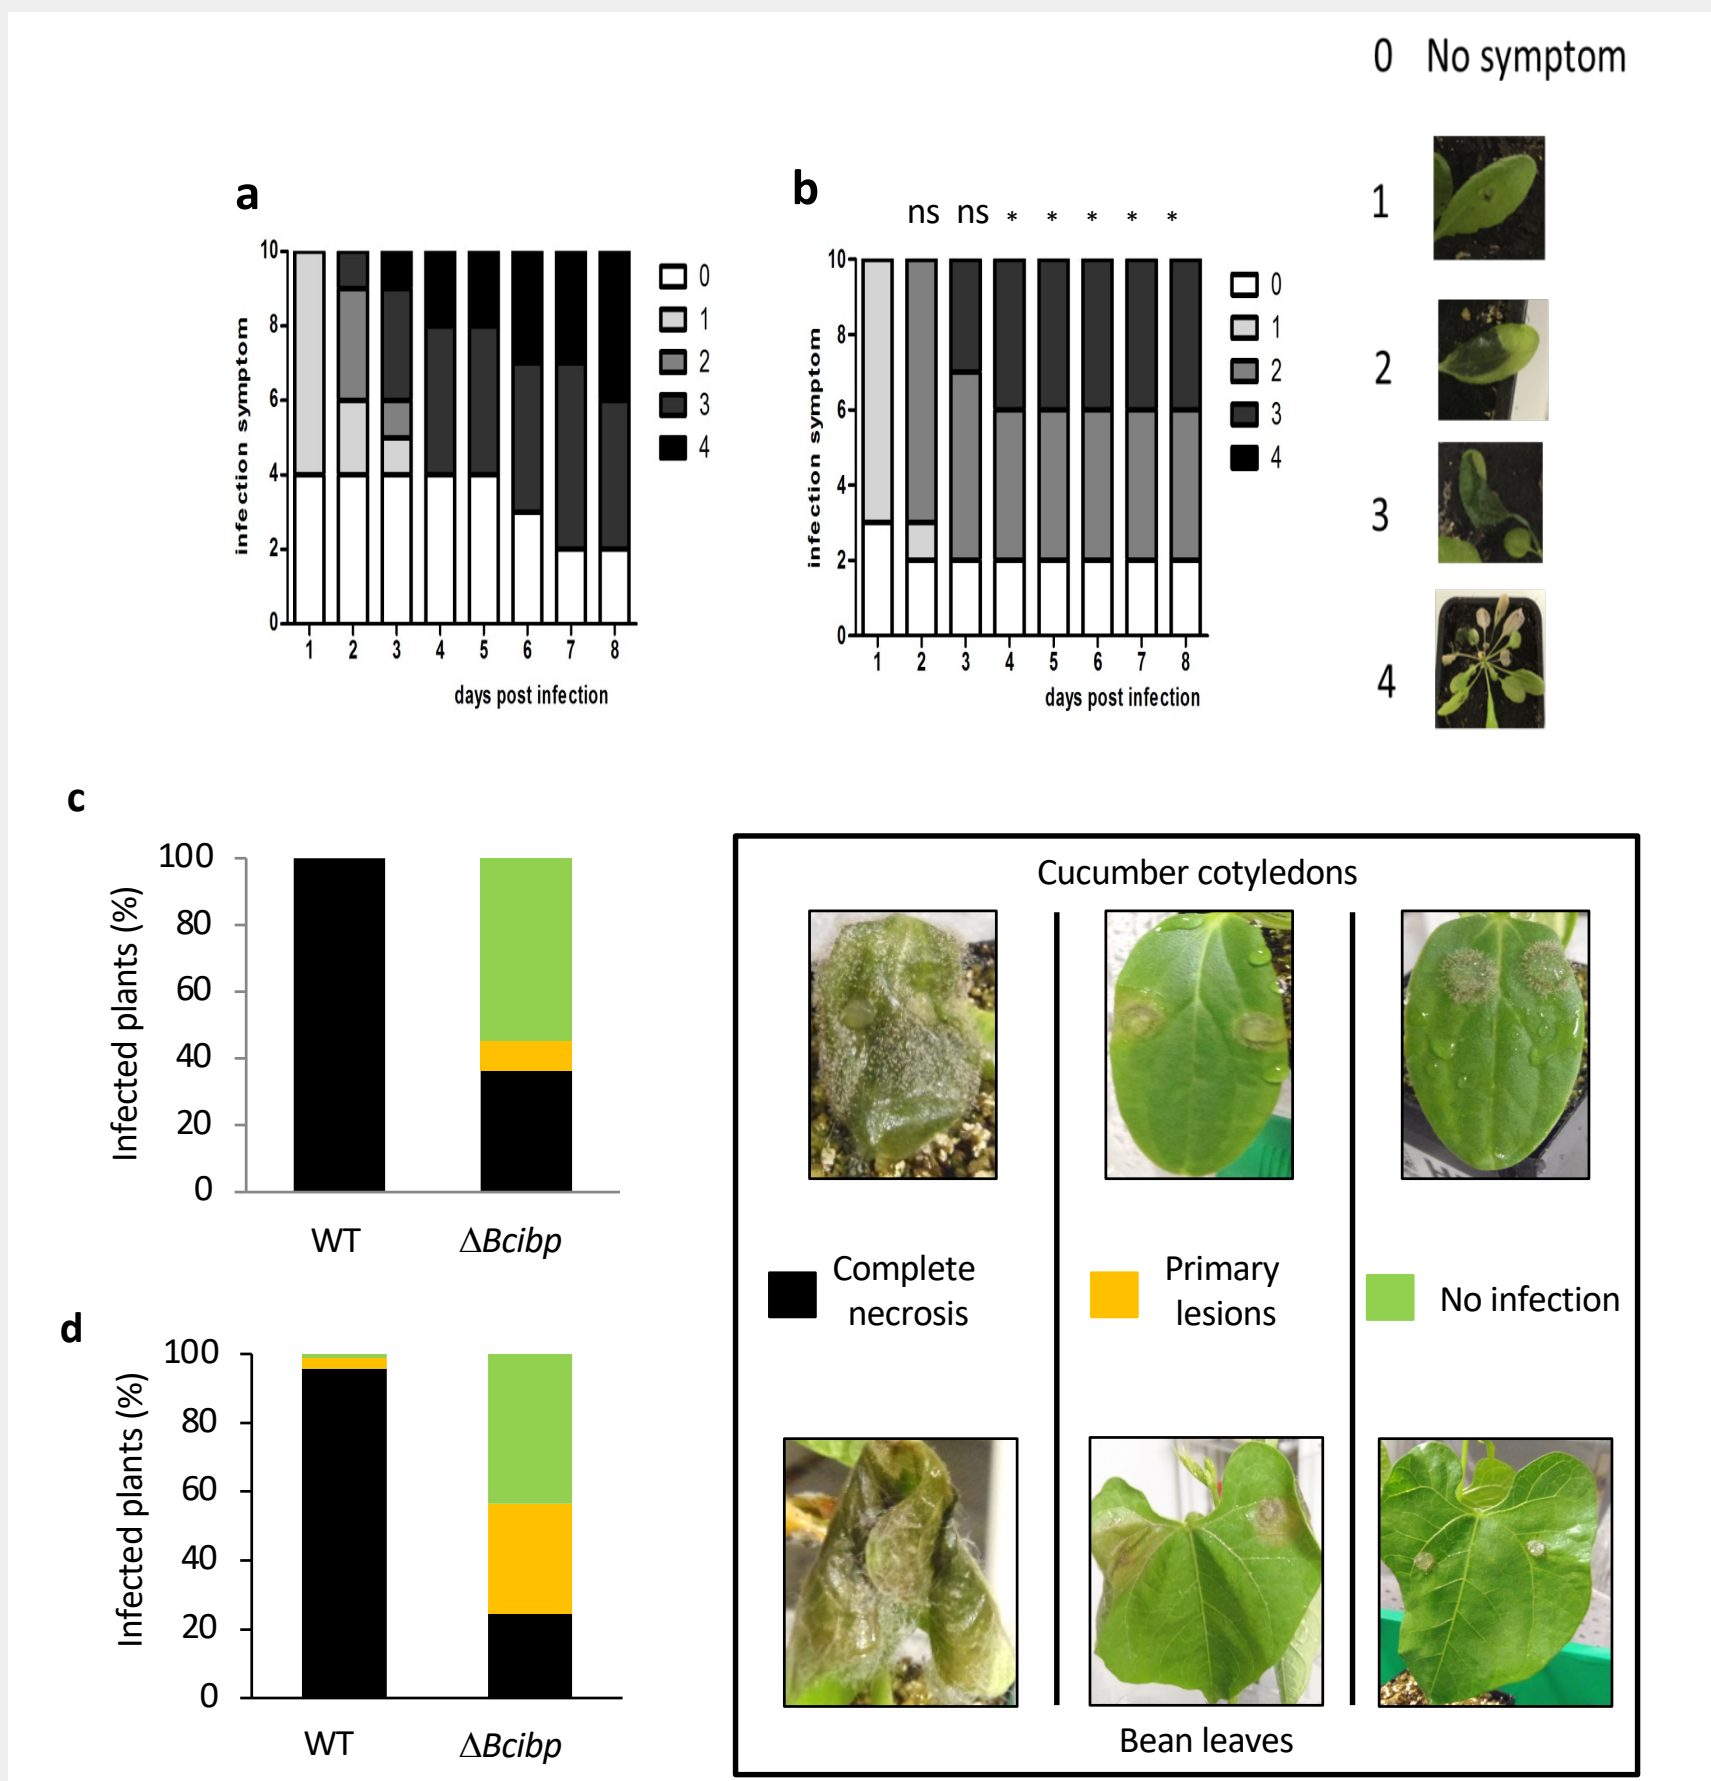 0 No symptom
1
2
3
4
a
infection symptom
10
8
6
4
2
0
1 2 3 4 5 6 7 8
days post infection
0
1
2
3
4
b
ns ns * * * * *
infection symptom
10
8
6
4
2
0
1 2 3 4 5 6 7 8
days post infection
0
1
2
3
4
c
Infected plants (%)
100
80
60
40
20
0
WT ΔBcibp
d
Infected plants (%)
100
80
60
40
20
0
WT ΔBcibp
Cucumber cotyledons
Complete
necrosis
Primary
lesions
No infection
Bean leaves